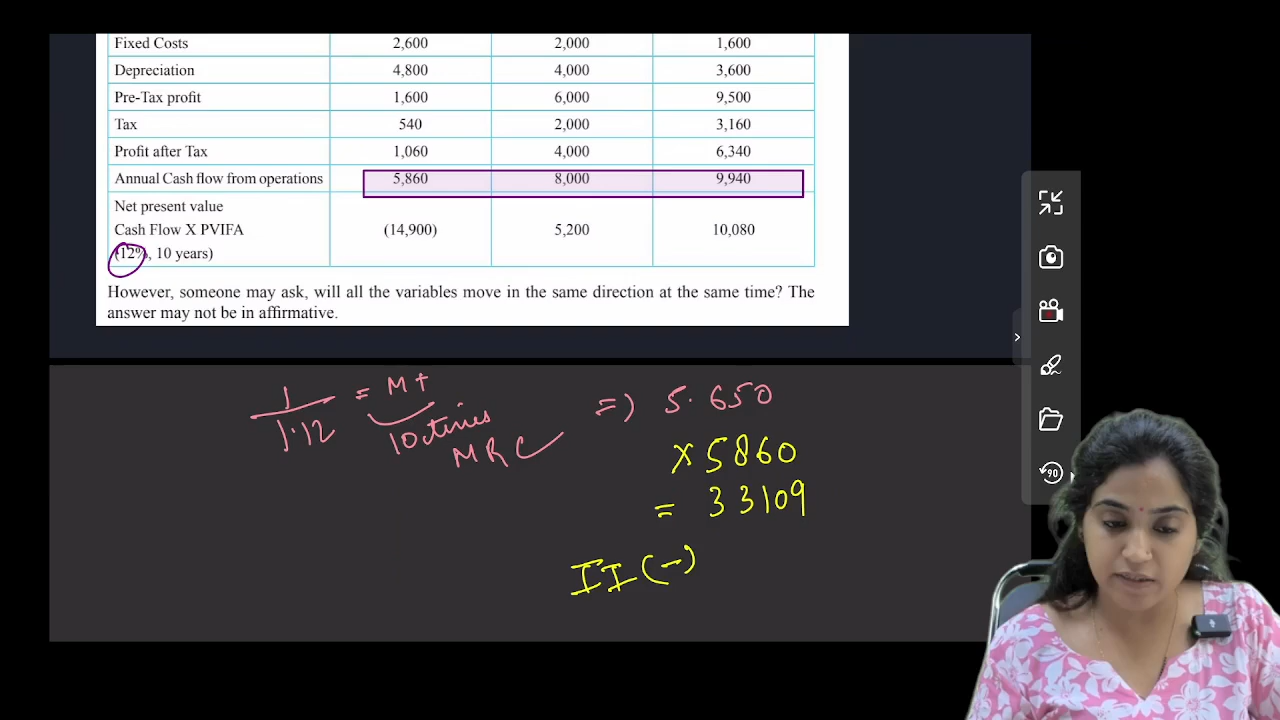 Fixed Costs 2,600 2,000 1,600
Depreciation 4,800 4,000 3,600
Pre-Tax profit 1,600 6,000 9,500
Tax 540 2,000 3,160
Profit after Tax 1,060 4,000 6,340
Annual Cash flow from operations 5,860 8,000 9,940
Net present value
Cash Flow X PVIFA (14,900) 5,200 10,080
(12%, 10 years)
However, someone may ask, will all the variables move in the same direction at the same time? The
answer may not be in affirmative.
1/1.12 = M+ => 5.650
10 times
MRC
x 5860
= 33109
II (-)
90